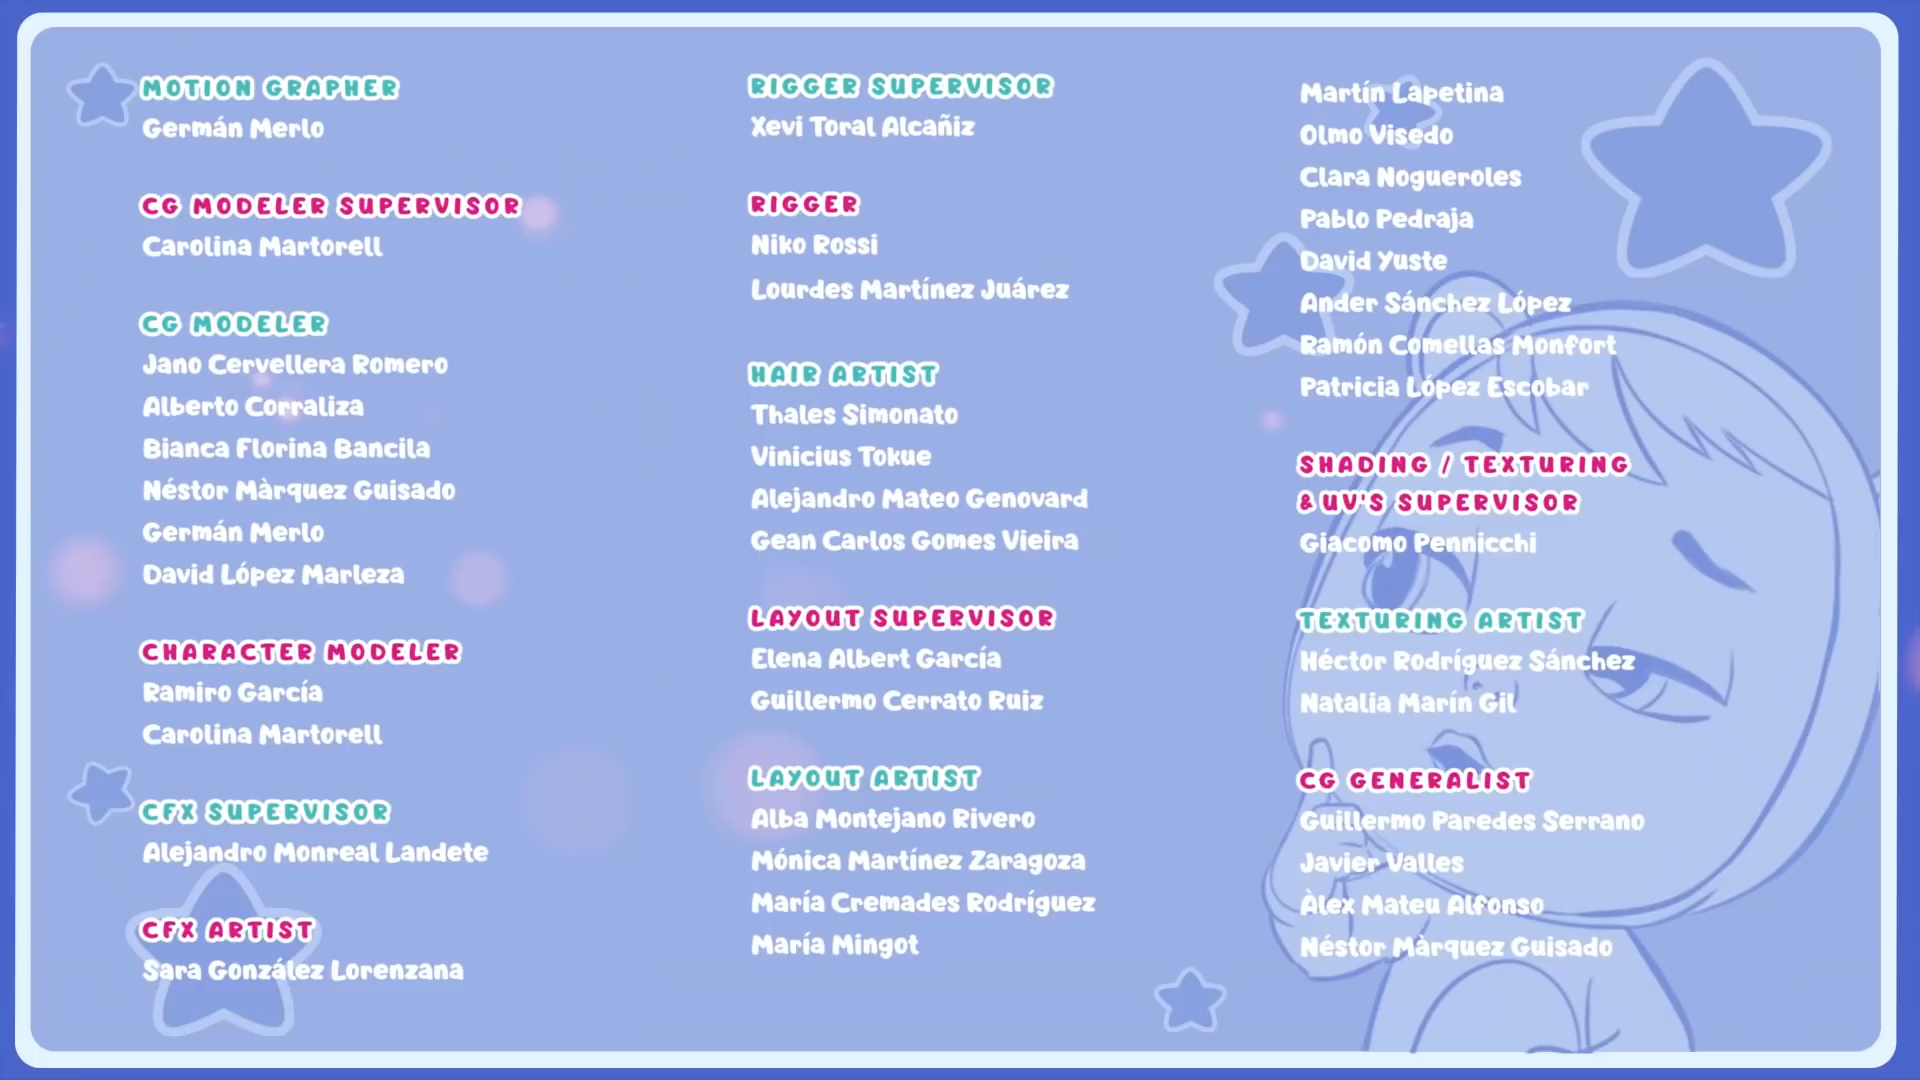 MOTION GRAPHER
Germán Merlo
CG MODELER SUPERVISOR
Carolina Martorell
CG MODELER
Jano Cervellera Romero
Alberto Corraliza
Bianca Florina Bancila
Néstor Màrquez Guisado
Germán Merlo
David López Marleza
CHARACTER MODELER
Ramiro García
Carolina Martorell
CFX SUPERVISOR
Alejandro Monreal Landete
CFX ARTIST
Sara González Lorenzana
RIGGER SUPERVISOR
Xevi Toral Alcañiz
RIGGER
Niko Rossi
Lourdes Martínez Juárez
HAIR ARTIST
Thales Simonato
Vinicius Tokue
Alejandro Mateo Genovard
Gean Carlos Gomes Vieira
LAYOUT SUPERVISOR
Elena Albert García
Guillermo Cerrato Ruiz
LAYOUT ARTIST
Alba Montejano Rivero
Mónica Martínez Zaragoza
María Cremades Rodríguez
María Mingot
Martín Lapetina
Olmo Visedo
Clara Nogueroles
Pablo Pedraja
David Yuste
Ander Sánchez López
Ramón Comellas Monfort
Patricia López Escobar
SHADING / TEXTURING
& UV'S SUPERVISOR
Giacomo Pennicchi
TEXTURING ARTIST
Héctor Rodríguez Sánchez
Natalia Marín Gil
CG GENERALIST
Guillermo Paredes Serrano
Javier Valles
Àlex Mateu Alfonso
Néstor Màrquez Guisado